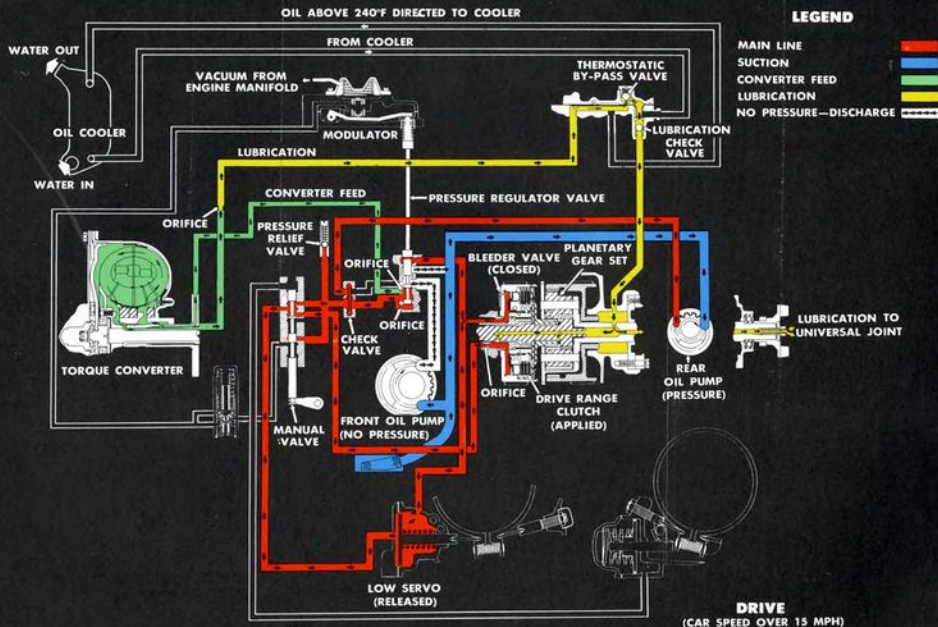 OIL ABOVE 240°F DIRECTED TO COOLER
LEGEND
WATER OUT
FROM COOLER
MAIN LINE
SUCTION
CONVERTER FEED
LUBRICATION
NO PRESSURE—DISCHARGE
VACUUM FROM
ENGINE MANIFOLD
THERMOSTATIC
BY-PASS VALVE
OIL COOLER
MODULATOR
LUBRICATION
CHECK
VALVE
LUBRICATION
WATER IN
CONVERTER FEED
PRESSURE REGULATOR VALVE
ORIFICE
PRESSURE
RELIEF
VALVE
ORIFICE
BLEEDER VALVE
(CLOSED)
PLANETARY
GEAR SET
ORIFICE
CHECK
VALVE
LUBRICATION TO
UNIVERSAL JOINT
TORQUE CONVERTER
ORIFICE
REAR
OIL PUMP
(PRESSURE)
MANUAL
VALVE
FRONT OIL PUMP
(NO PRESSURE)
DRIVE RANGE
CLUTCH
(APPLIED)
LOW SERVO
(RELEASED)
DRIVE
(CAR SPEED OVER 15 MPH)